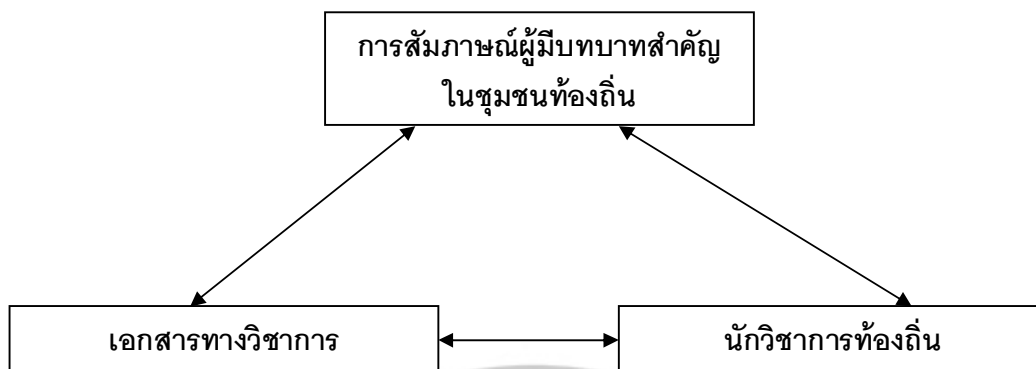 การสัมภาษณ์ผู้มีบทบาทสำคัญ
ในชุมชนท้องถิ่น
เอกสารทางวิชาการ
นักวิชาการท้องถิ่น